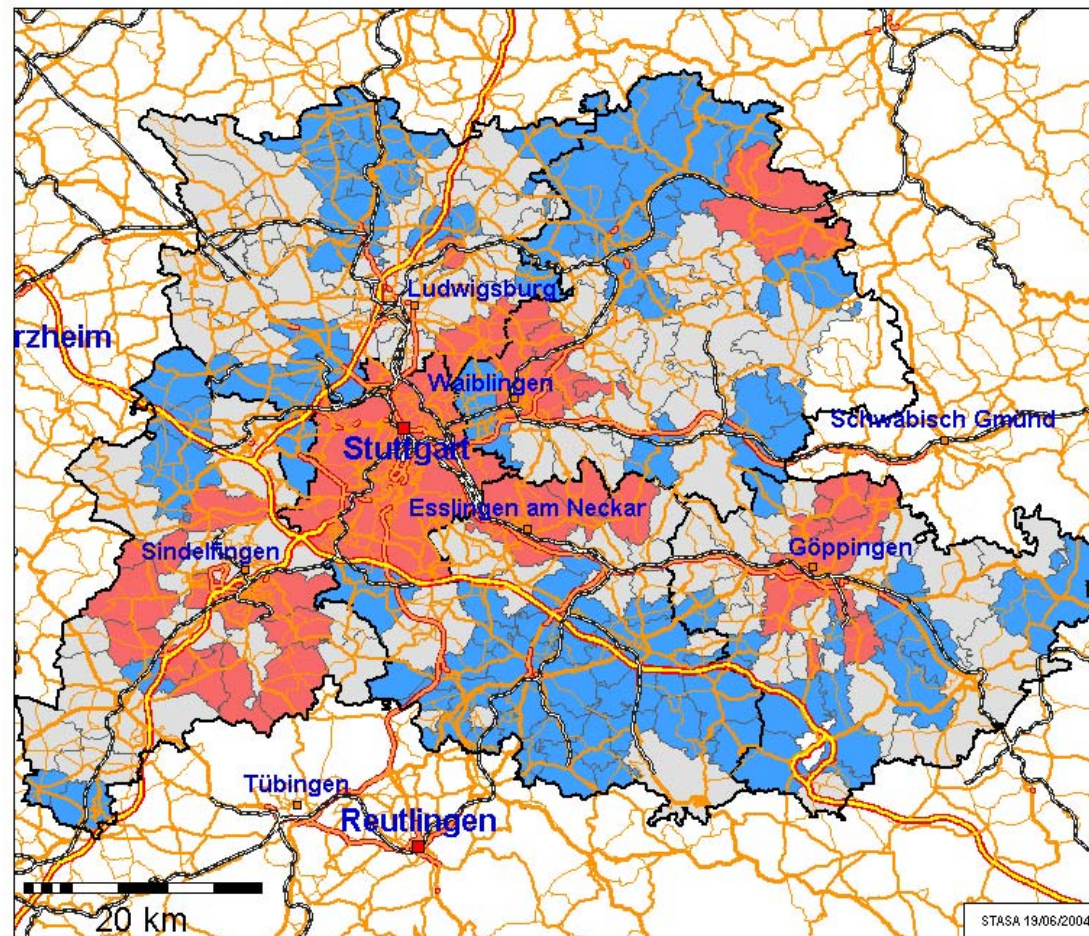 Ludwigsburg
rzheim
Waiblingen
Schwäbisch Gmünd
Stuttgart
Esslingen am Neckar
Sindelfingen
Göppingen
Tübingen
Reutlingen
20 km
STASA 19/06/2004